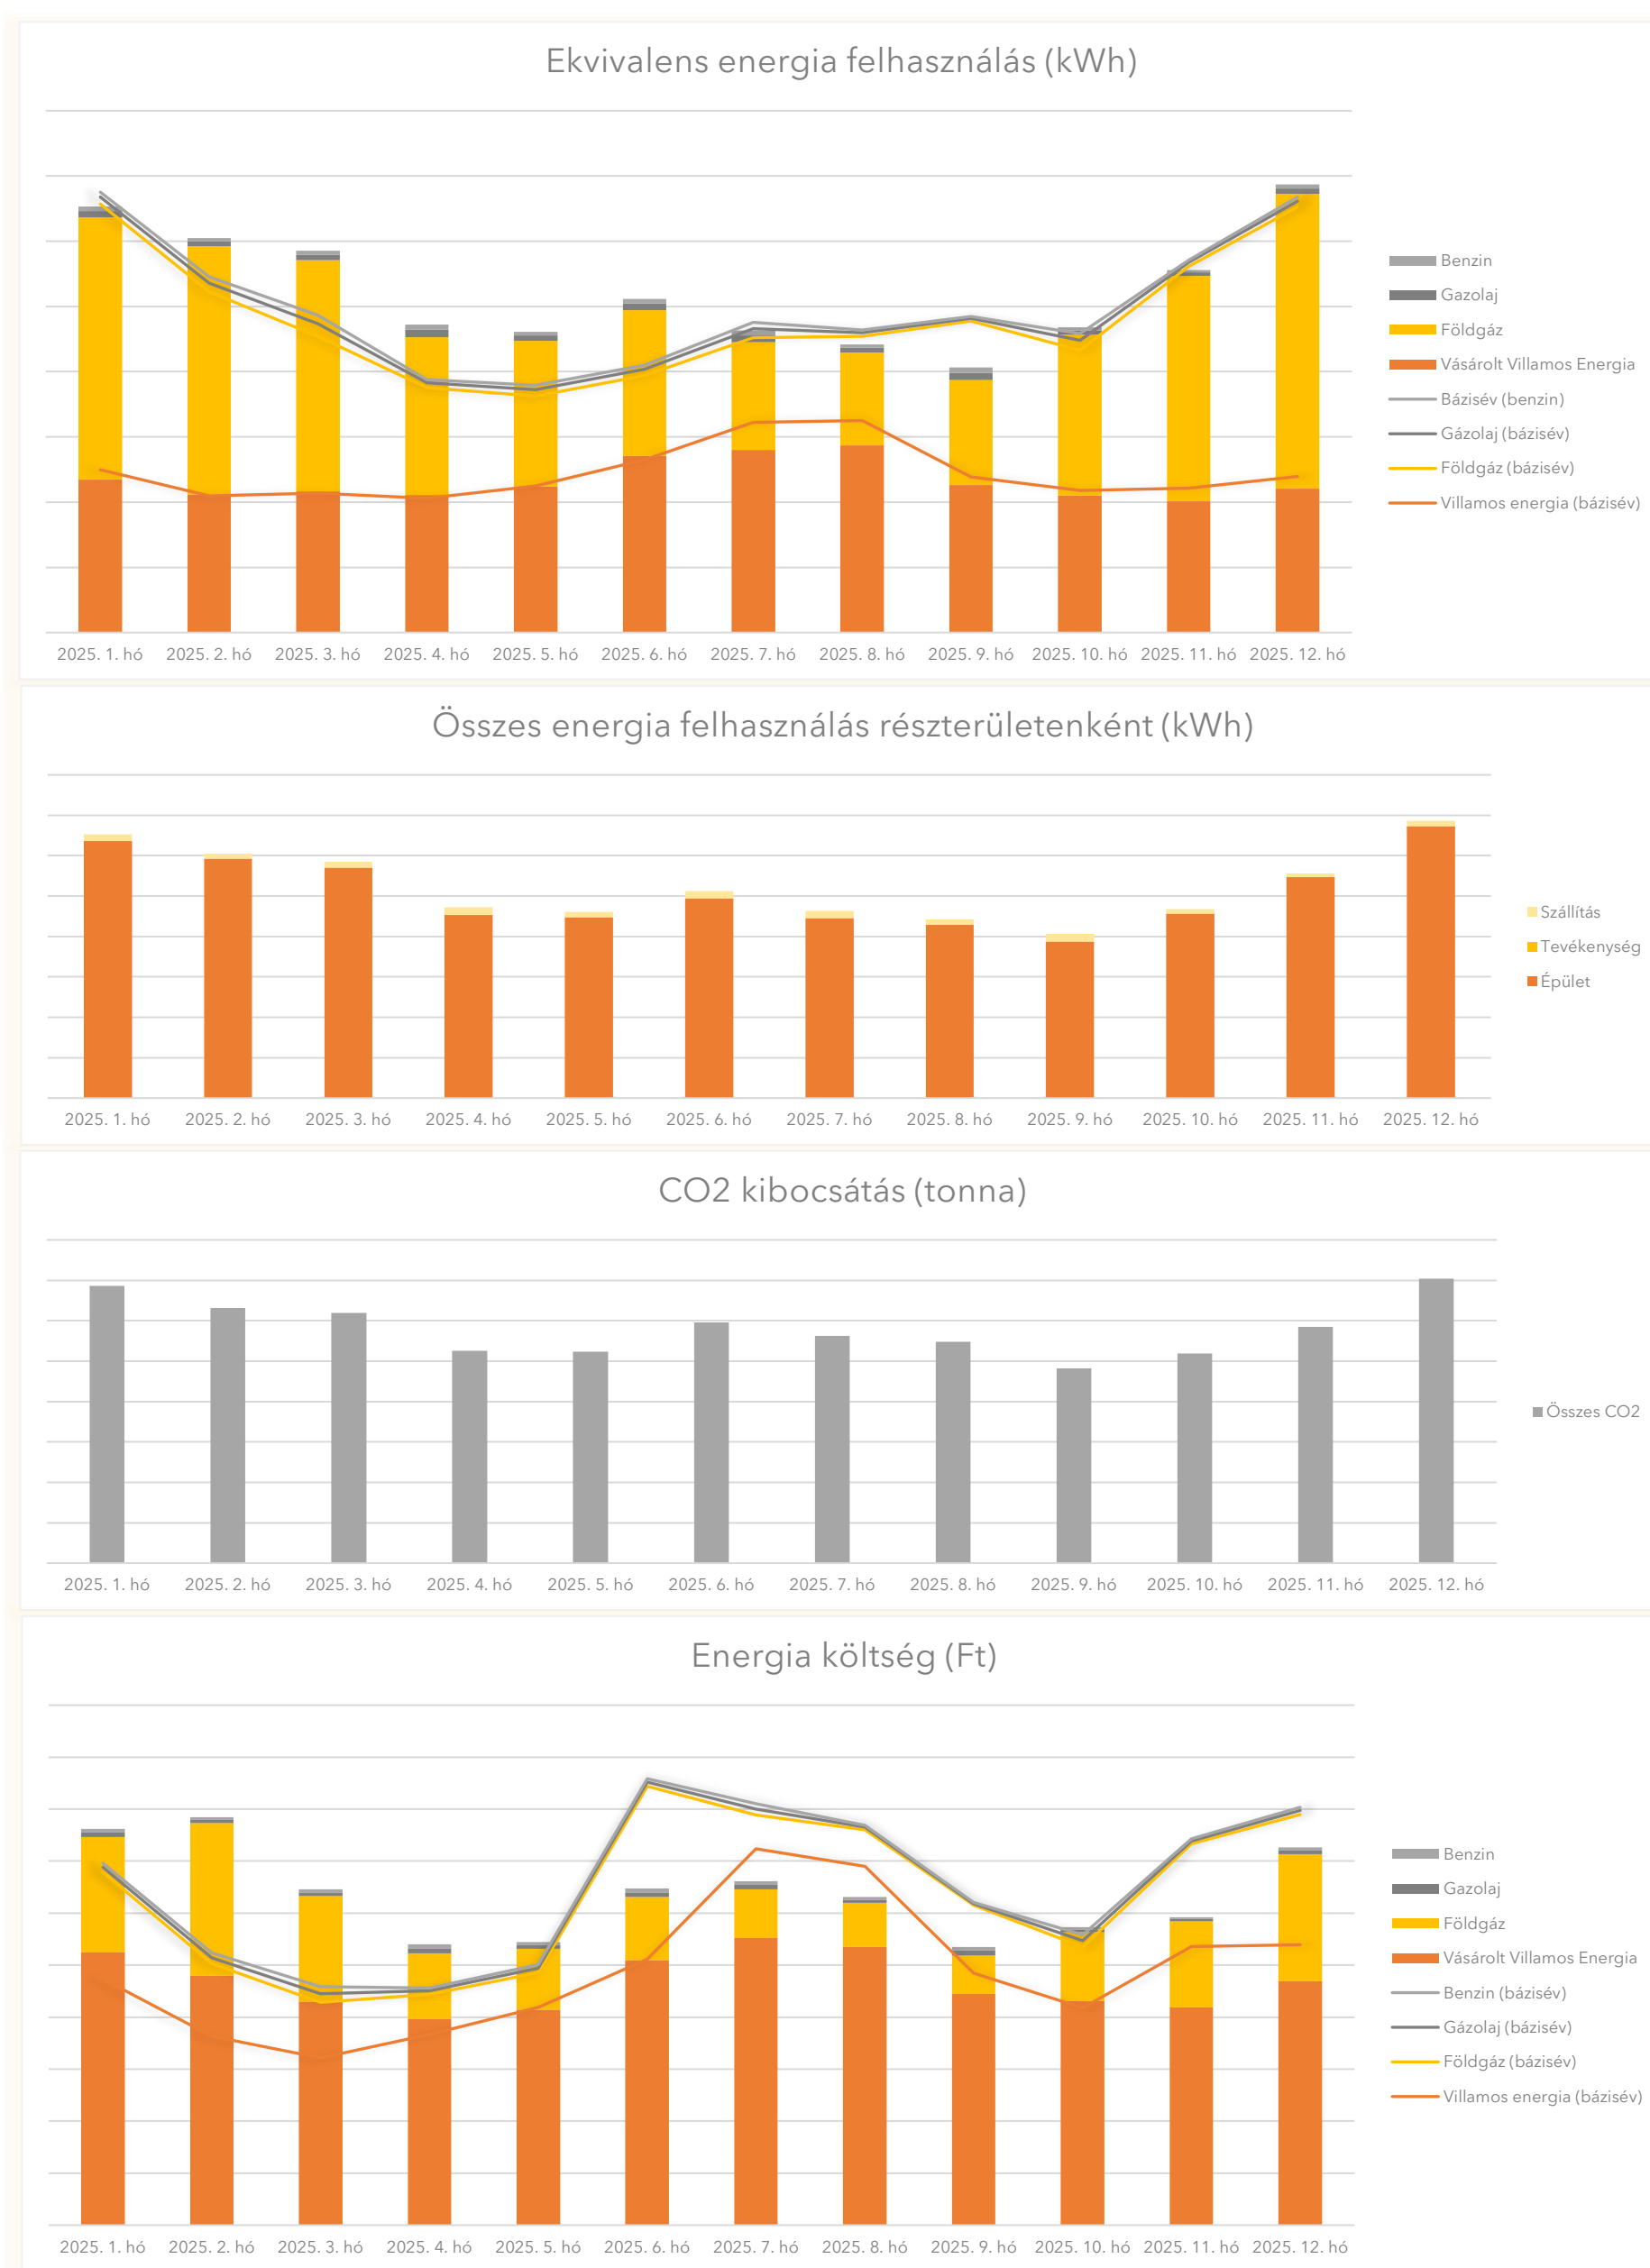 Ekvivalens energia felhasználás (kWh)
Benzin
Gazolaj
Földgáz
Vásárolt Villamos Energia
Bázisév (benzin)
Gázolaj (bázisév)
Földgáz (bázisév)
Villamos energia (bázisév)
2025. 1. hó 2025. 2. hó 2025. 3. hó 2025. 4. hó 2025. 5. hó 2025. 6. hó 2025. 7. hó 2025. 8. hó 2025. 9. hó 2025. 10. hó 2025. 11. hó 2025. 12. hó
Összes energia felhasználás részterületenként (kWh)
Szállítás
Tevékenység
Épület
2025. 1. hó 2025. 2. hó 2025. 3. hó 2025. 4. hó 2025. 5. hó 2025. 6. hó 2025. 7. hó 2025. 8. hó 2025. 9. hó 2025. 10. hó 2025. 11. hó 2025. 12. hó
CO2 kibocsátás (tonna)
Összes CO2
2025. 1. hó 2025. 2. hó 2025. 3. hó 2025. 4. hó 2025. 5. hó 2025. 6. hó 2025. 7. hó 2025. 8. hó 2025. 9. hó 2025. 10. hó 2025. 11. hó 2025. 12. hó
Energia költség (Ft)
Benzin
Gazolaj
Földgáz
Vásárolt Villamos Energia
Benzin (bázisév)
Gázolaj (bázisév)
Földgáz (bázisév)
Villamos energia (bázisév)
2025. 1. hó 2025. 2. hó 2025. 3. hó 2025. 4. hó 2025. 5. hó 2025. 6. hó 2025. 7. hó 2025. 8. hó 2025. 9. hó 2025. 10. hó 2025. 11. hó 2025. 12. hó